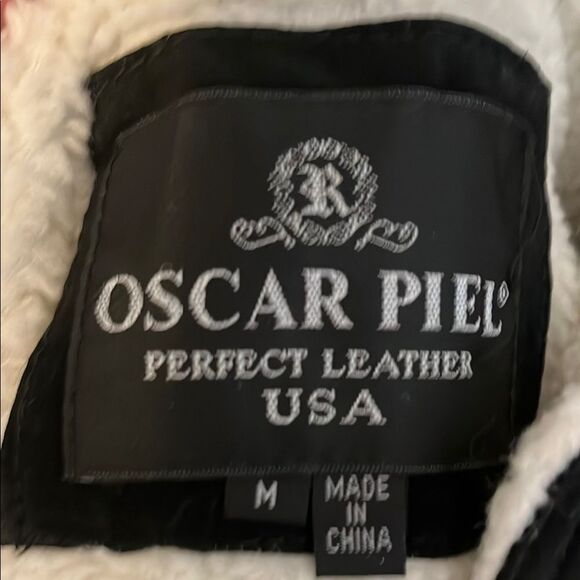 R
OSCAR PIEL®
PERFECT LEATHER
USA
M
MADE
IN
CHINA